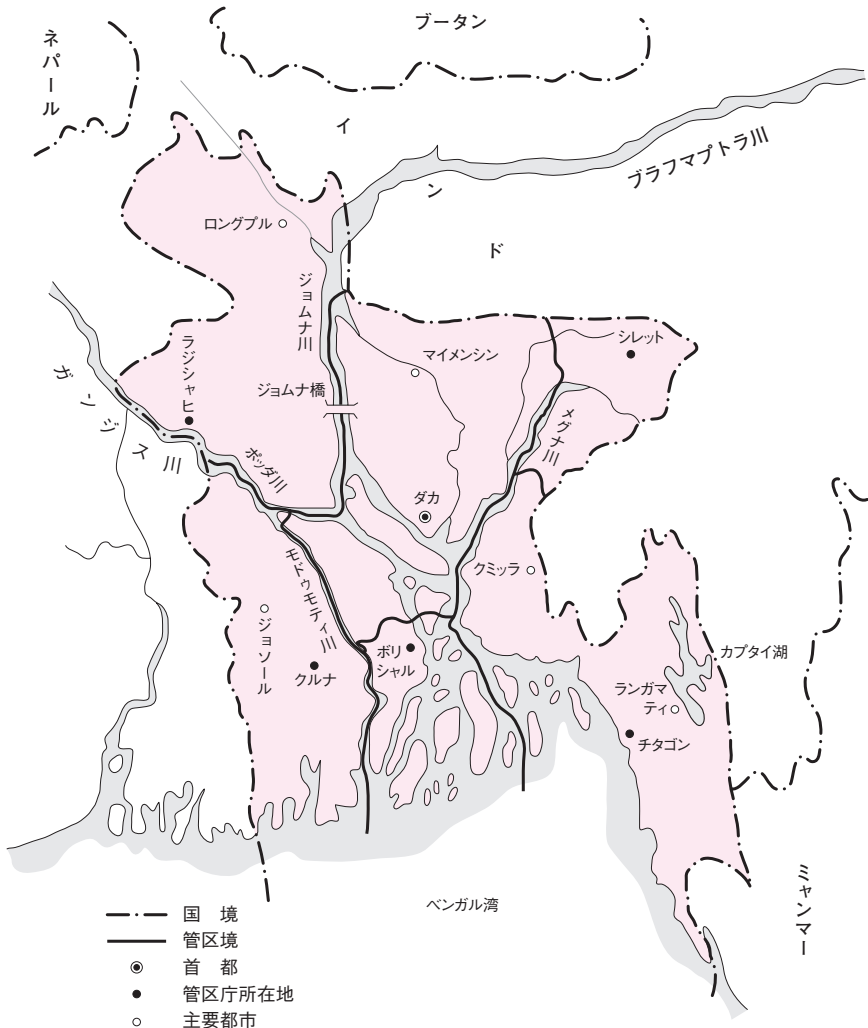 ネパール
ブータン
イ
ン
ド
ブラフマプトラ川
ロングプル
ジョムナ川
ラジシャヒ
マイメンシン
シレット
ジョムナ橋
ガンジス川
メグナ川
ポッダ川
ダカ
クミッラ
モドゥモティ川
ジョソール
ボリ
シャル
クルナ
カプタイ湖
ランガマ
ティ
チタゴン
ミャンマー
ベンガル湾
国 境
管区境
首 都
管区庁所在地
主要都市